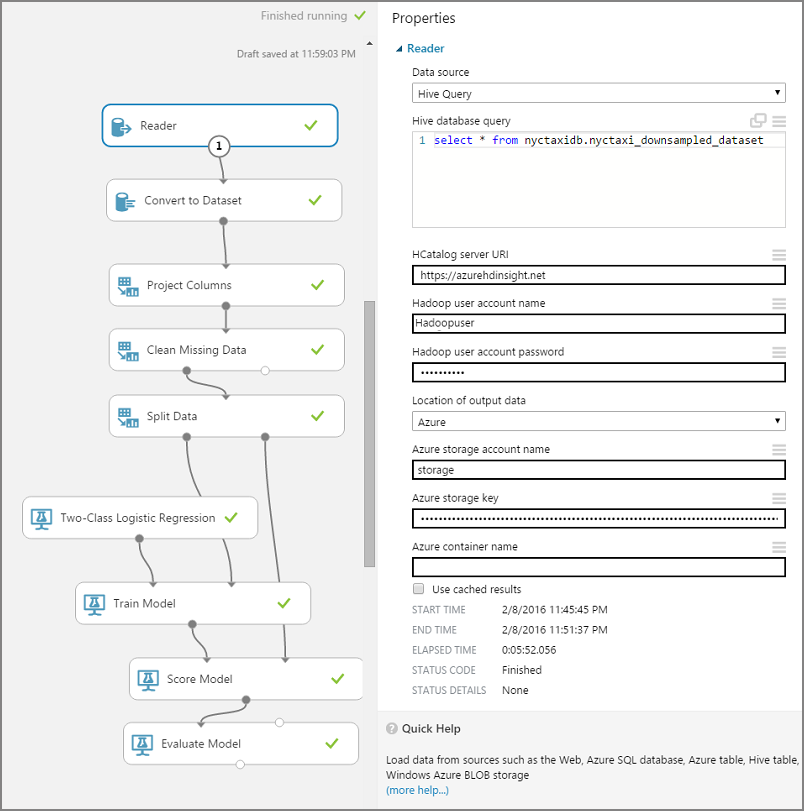 Finished running
Draft saved at 11:59:03 PM
Reader
1
Convert to Dataset
Project Columns
Clean Missing Data
Split Data
Two-Class Logistic Regression
Train Model
Score Model
Evaluate Model
Properties
Reader
Data source
Hive Query
Hive database query
1 select * from nyctaxidb.nyctaxi_downsampled_dataset
HCatalog server URI
https://azurehdinsight.net
Hadoop user account name
Hadoopuser
Hadoop user account password
Location of output data
Azure
Azure storage account name
storage
Azure storage key
Azure container name
Use cached results
START TIME 2/8/2016 11:45:45 PM
END TIME 2/8/2016 11:51:37 PM
ELAPSED TIME 0:05:52.056
STATUS CODE Finished
STATUS DETAILS None
? Quick Help
Load data from sources such as the Web, Azure SQL database, Azure table, Hive table,
Windows Azure BLOB storage
(more help...)